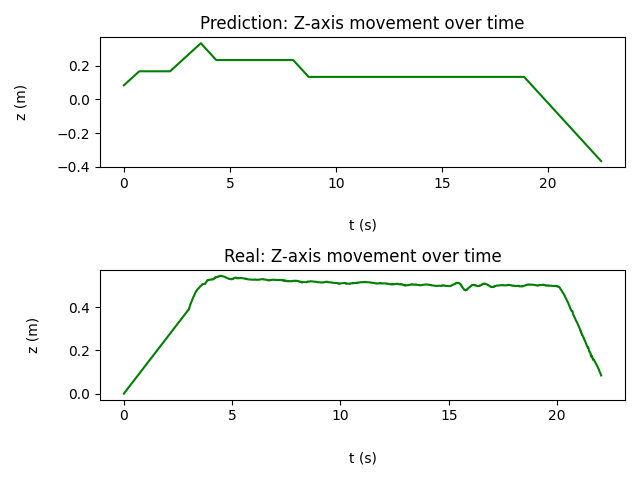 Prediction: Z-axis movement over time
z (m)
0.2
0.0
−0.2
−0.4
0 5 10 15 20
t (s)
Real: Z-axis movement over time
z (m)
0.4
0.2
0.0
0 5 10 15 20
t (s)